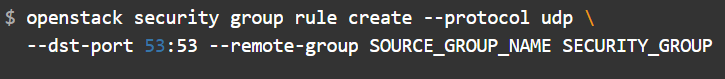 $ openstack security group rule create --protocol udp \
--dst-port 53:53 --remote-group SOURCE_GROUP_NAME SECURITY_GROUP